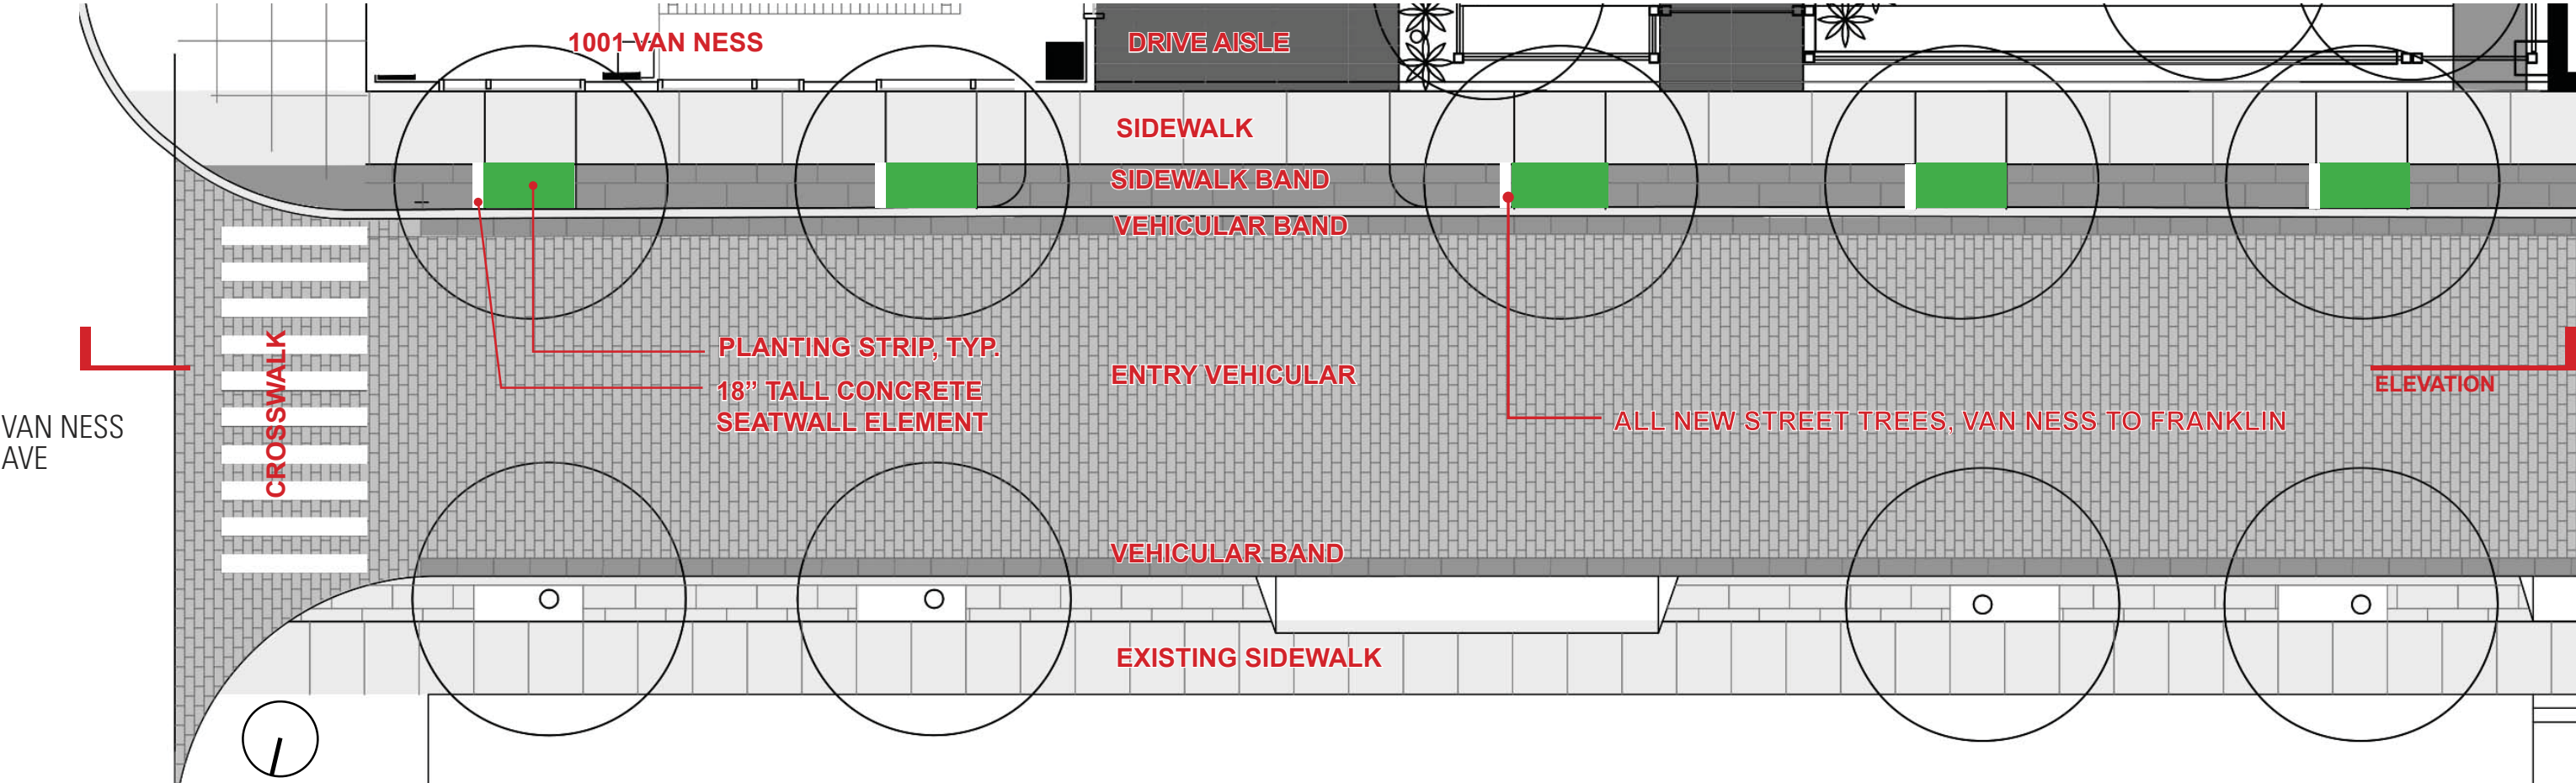 1001 VAN NESS
DRIVE AISLE
SIDEWALK
SIDEWALK BAND
VEHICULAR BAND
PLANTING STRIP, TYP.
18” TALL CONCRETE
SEATWALL ELEMENT
ENTRY VEHICULAR
ELEVATION
ALL NEW STREET TREES, VAN NESS TO FRANKLIN
CROSSWALK
VAN NESS
AVE
VEHICULAR BAND
EXISTING SIDEWALK